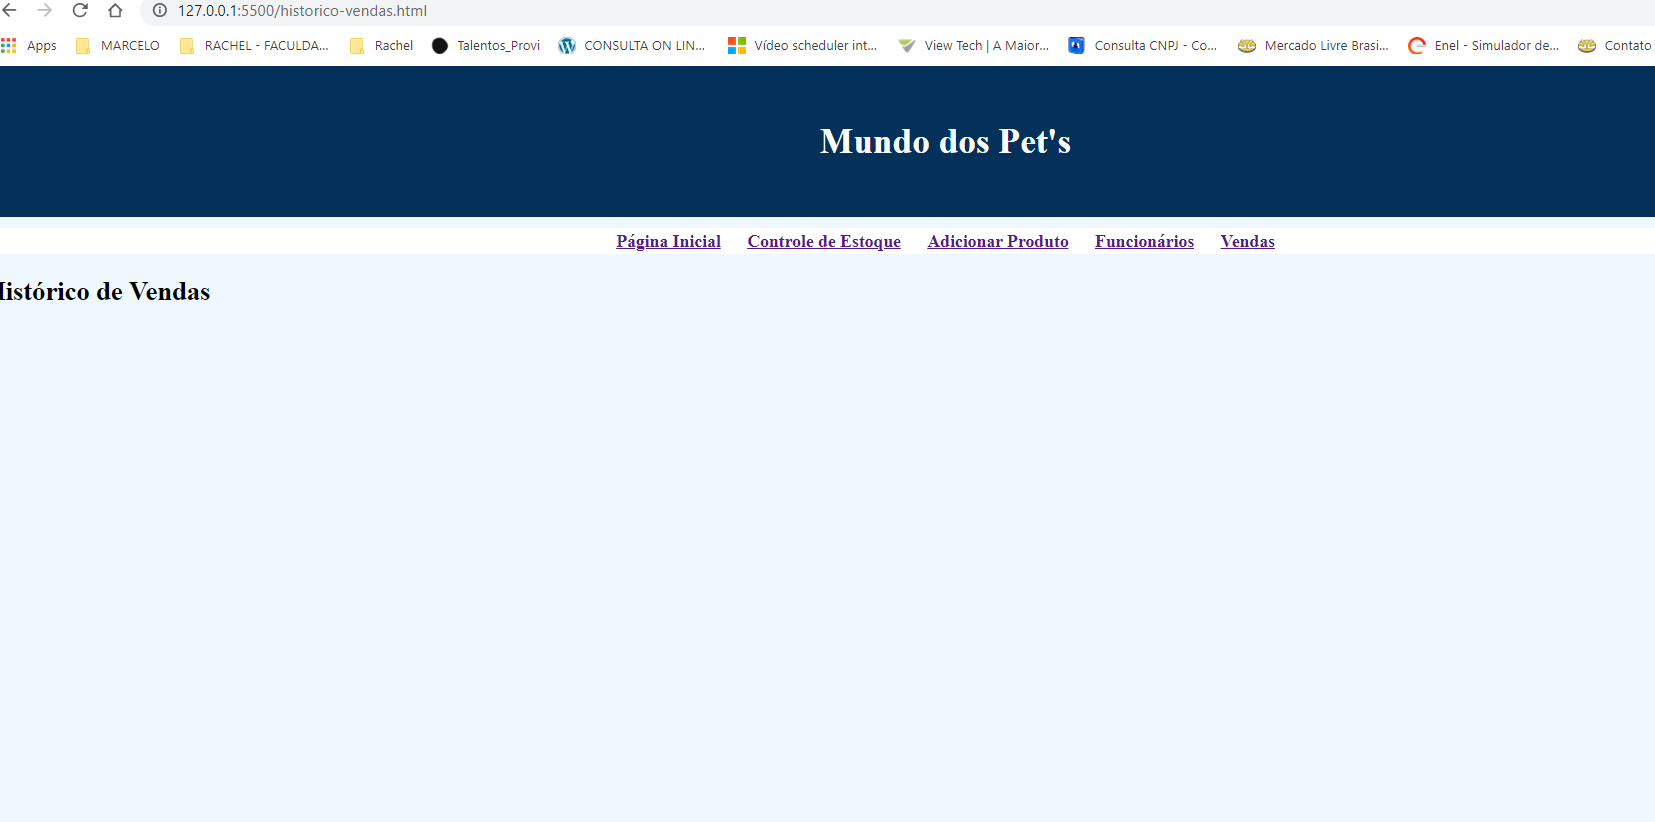 127.0.0.1:5500/historico-vendas.html
Apps MARCELO RACHEL - FACULDA... Rachel Talentos_Provi CONSULTA ON LIN... Vídeo scheduler int... View Tech | A Maior... Consulta CNPJ - Co... Mercado Livre Brasi... Enel - Simulador de... Contato
Mundo dos Pet's
Página Inicial Controle de Estoque Adicionar Produto Funcionários Vendas
Histórico de Vendas